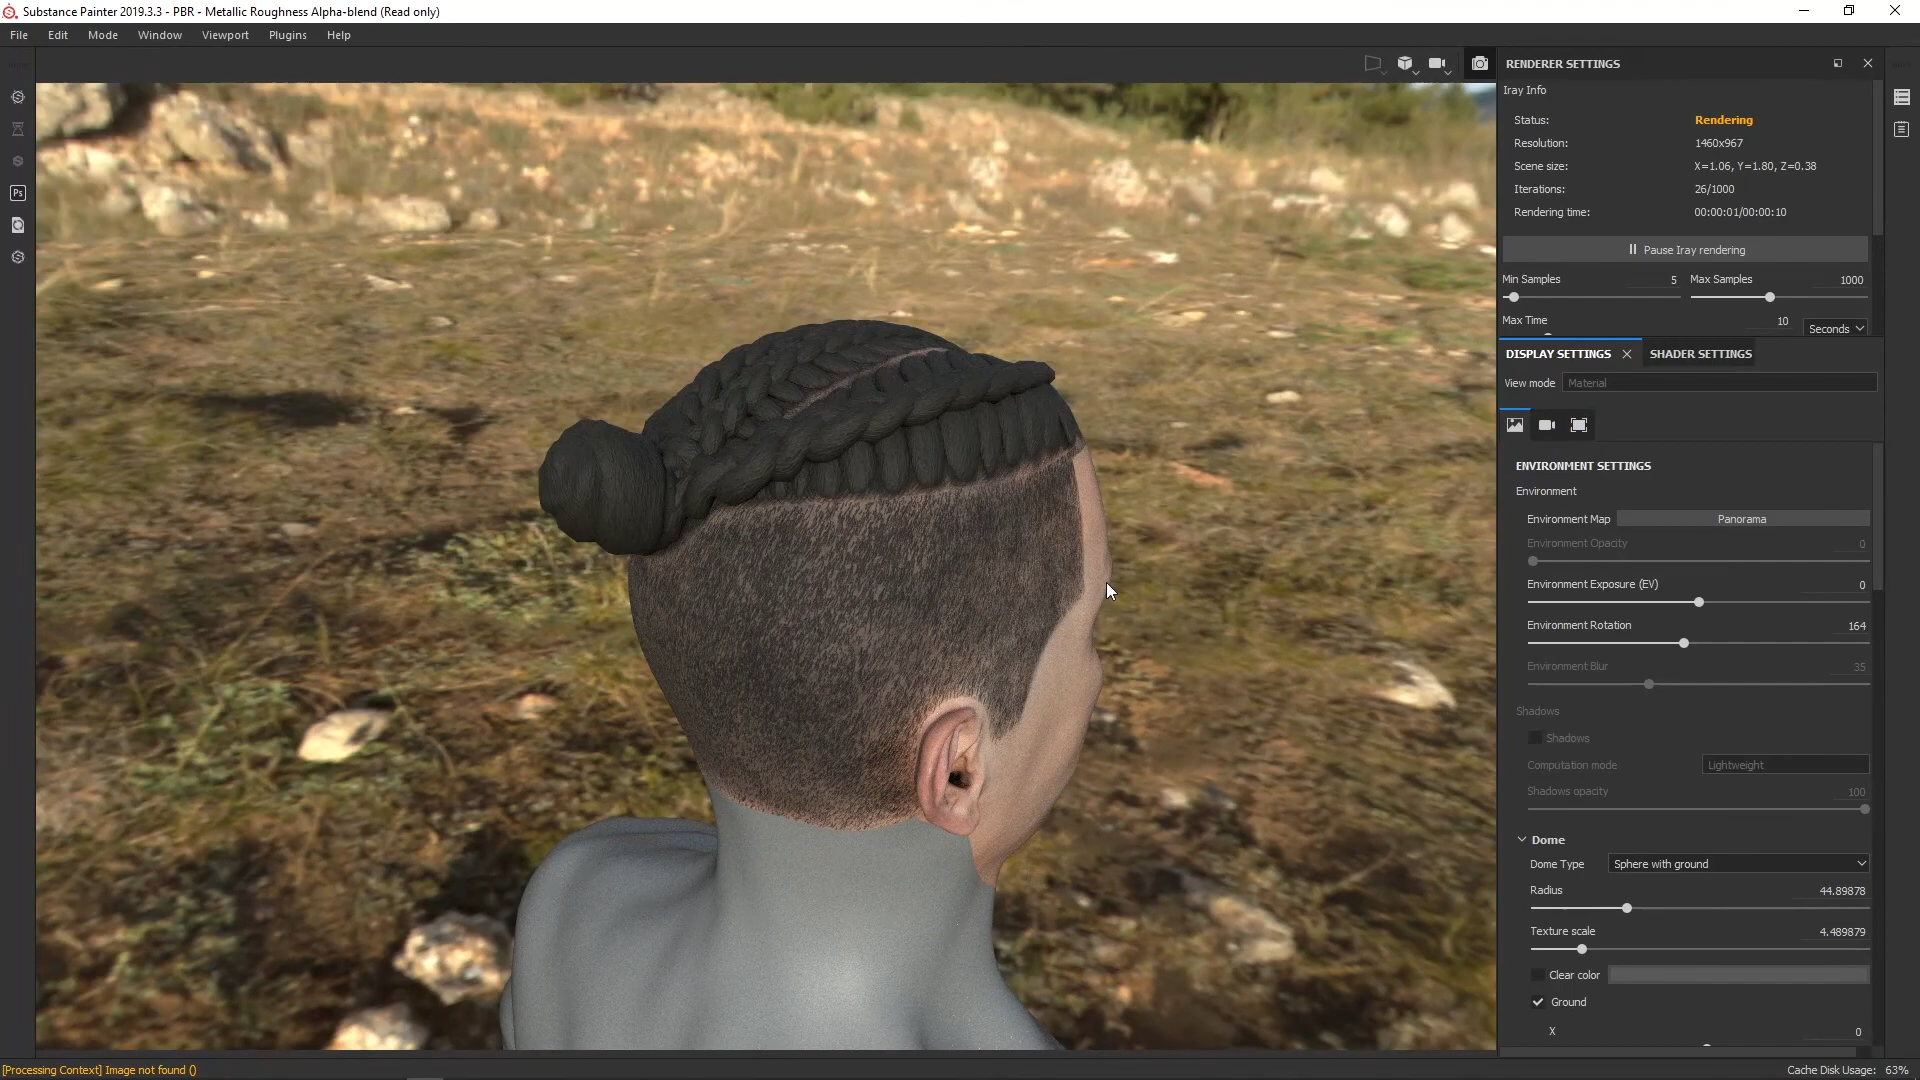 Substance Painter 2019.3.3 - PBR - Metallic Roughness Alpha-blend (Read only)
File Edit Mode Window Viewport Plugins Help
RENDERER SETTINGS
Iray Info
Status: Rendering
Resolution: 1460x967
Scene size: X=1.06, Y=1.80, Z=0.38
Iterations: 26/1000
Rendering time: 00:00:01/00:00:10
Pause Iray rendering
Min Samples 5 Max Samples 1000
Max Time 10 Seconds
DISPLAY SETTINGS SHADER SETTINGS
View mode Material
Ps
ENVIRONMENT SETTINGS
Environment
Environment Map Panorama
Environment Opacity 0
Environment Exposure (EV) 0
Environment Rotation 164
Environment Blur 35
Shadows
Shadows
Computation mode Lightweight
Shadows opacity 100
Dome
Dome Type Sphere with ground
Radius 44.89878
Texture scale 4.489879
Clear color
Ground
X 0
[Processing Context] Image not found ()
Cache Disk Usage: 63%